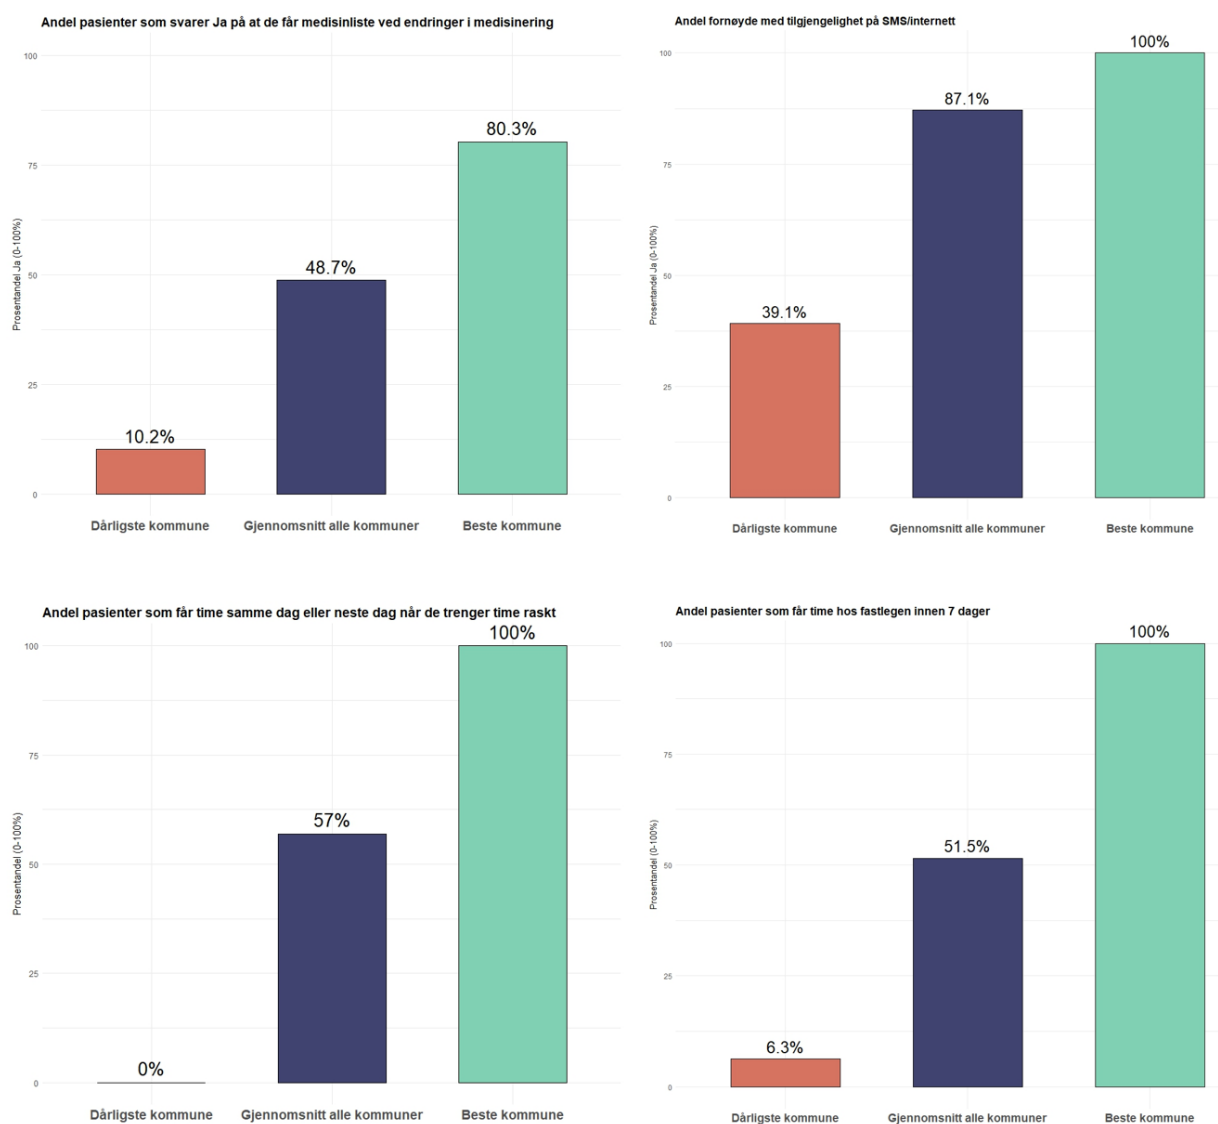 Andel pasienter som svarer Ja på at de får medisinliste ved endringer i medisinering
Prosentandel Ja (0-100%)
100
75
50
25
0
10.2%
48.7%
80.3%
Dårligste kommune
Gjennomsnitt alle kommuner
Beste kommune
Andel fornøyde med tilgjengelighet på SMS/internett
Prosentandel Ja (0-100%)
100
75
50
25
0
39.1%
87.1%
100%
Dårligste kommune
Gjennomsnitt alle kommuner
Beste kommune
Andel pasienter som får time samme dag eller neste dag når de trenger time raskt
Prosentandel (0-100%)
100
75
50
25
0
0%
57%
100%
Dårligste kommune
Gjennomsnitt alle kommuner
Beste kommune
Andel pasienter som får time hos fastlegen innen 7 dager
Prosentandel (0-100%)
100
75
50
25
0
6.3%
51.5%
100%
Dårligste kommune
Gjennomsnitt alle kommuner
Beste kommune